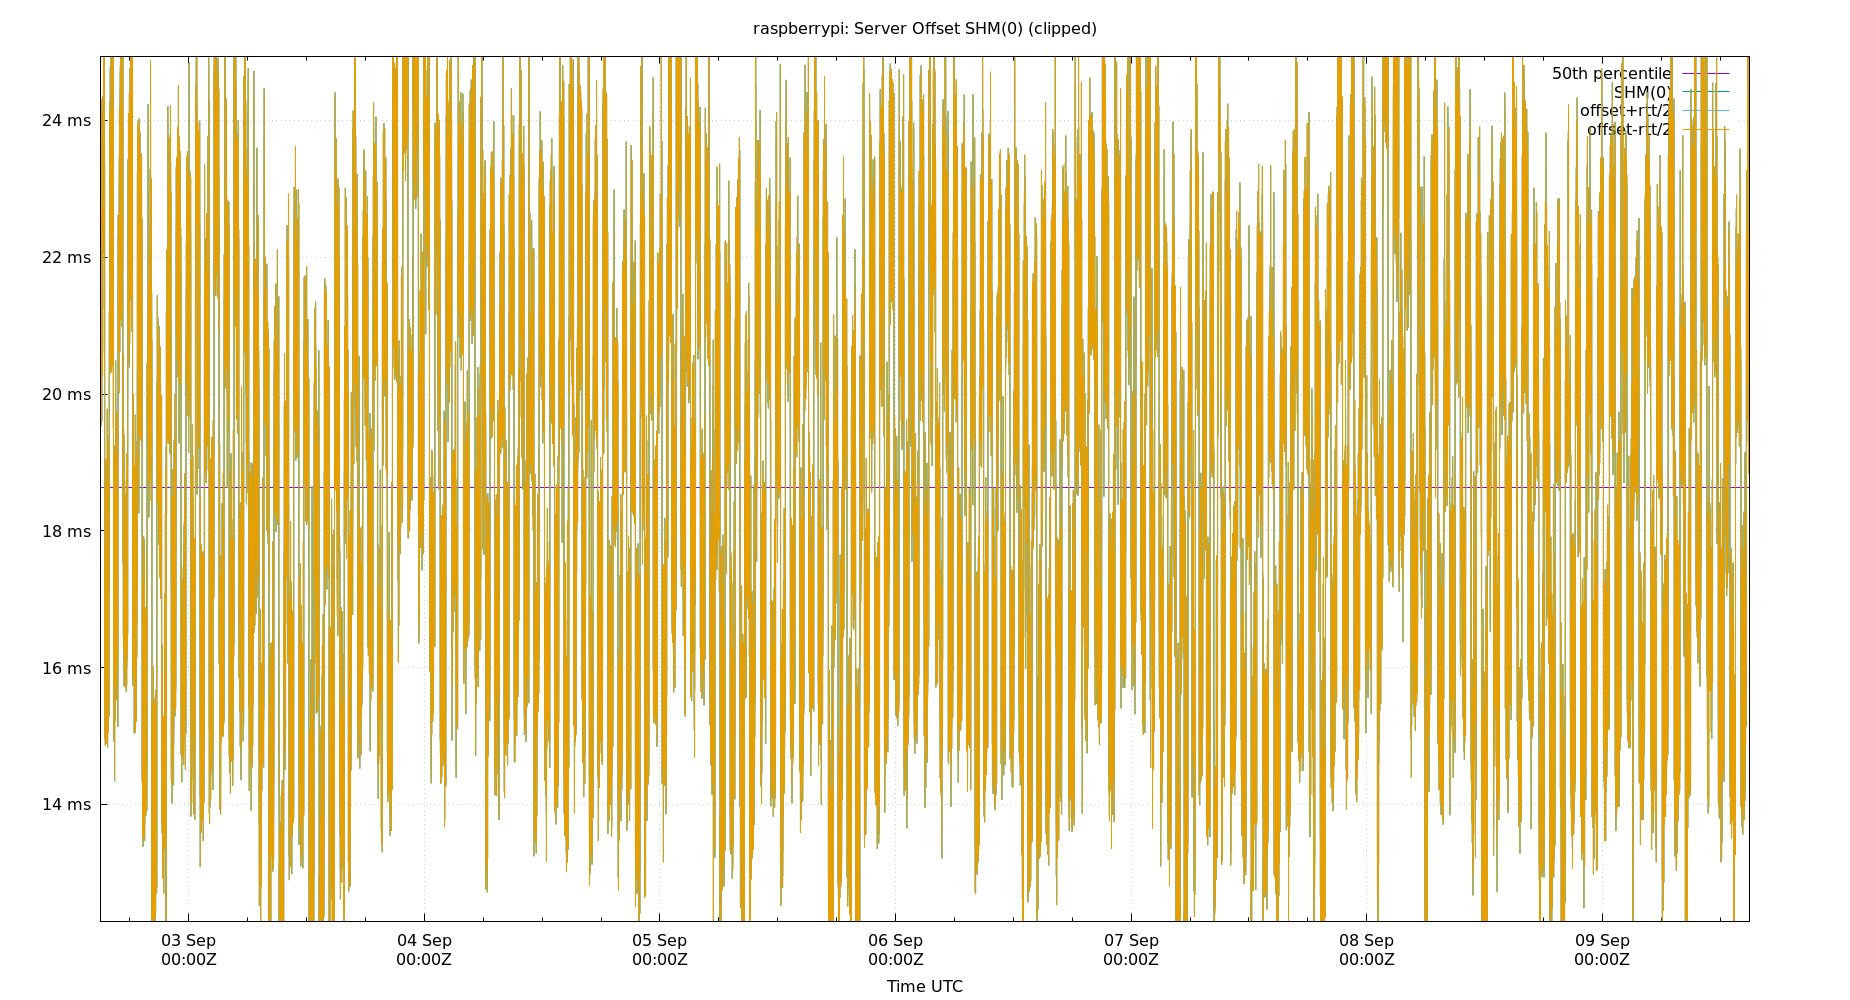 raspberrypi: Server Offset SHM(0) (clipped)
50th percentile
SHM(0)
offset+rtt/2
offset-rtt/2
24 ms
22 ms
20 ms
18 ms
16 ms
14 ms
03 Sep 04 Sep 05 Sep 06 Sep 07 Sep 08 Sep 09 Sep
00:00Z 00:00Z 00:00Z 00:00Z 00:00Z 00:00Z 00:00Z
Time UTC